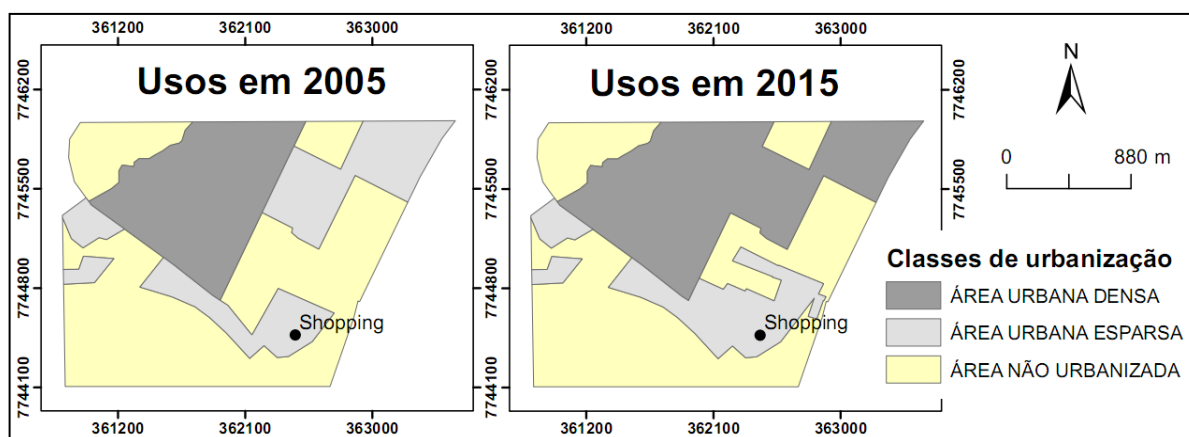 361200 362100 363000
361200 362100 363000
Usos em 2005
Usos em 2015
7746200
7745500
7744800
7744100
7746200
7745500
7744800
7744100
Shopping
Shopping
361200 362100 363000
361200 362100 363000
N
0 880 m
Classes de urbanização
ÁREA URBANA DENSA
ÁREA URBANA ESPARSA
ÁREA NÃO URBANIZADA